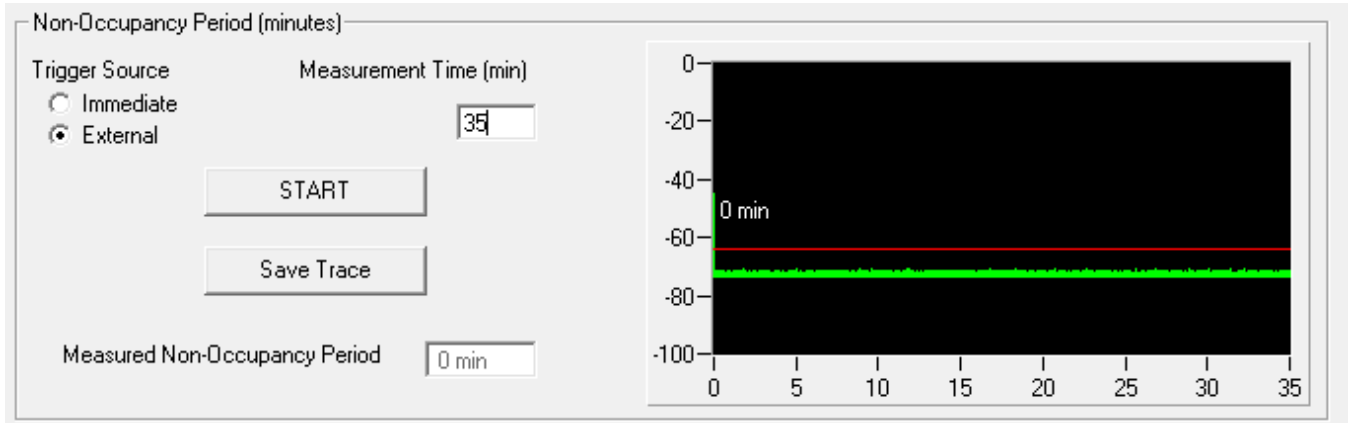 Non-Occupancy Period (minutes)
Trigger Source
Measurement Time (min)
Immediate
External
35
START
Save Trace
Measured Non-Occupancy Period
0 min
0
-20
-40
-60
-80
-100
0 min
0 5 10 15 20 25 30 35